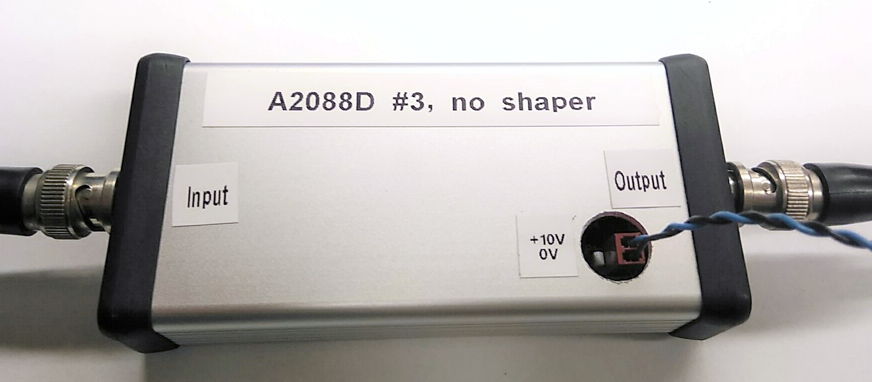 A2088D #3, no shaper
Input
Output
+10V
0V